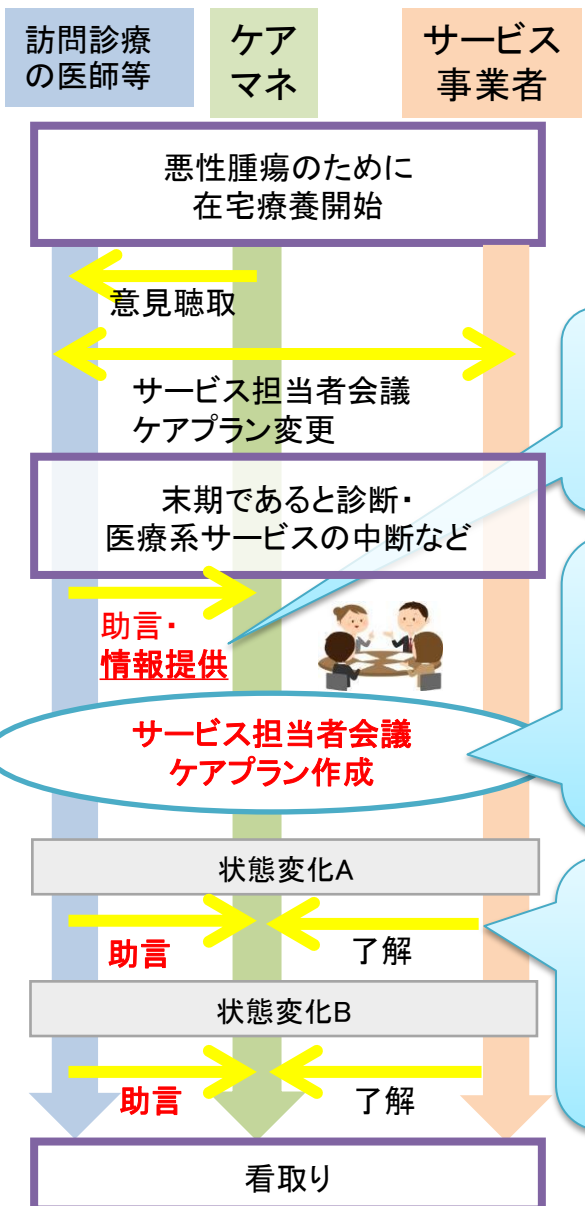 訪問診療
の医師等
ケア
マネ
サービス
事業者
悪性腫瘍のために
在宅療養開始
意見聴取
サービス担当者会議
ケアプラン変更
末期であると診断・
医療系サービスの中断など
助言・
情報提供
サービス担当者会議
ケアプラン作成
状態変化A
助言
了解
状態変化B
助言
了解
看取り